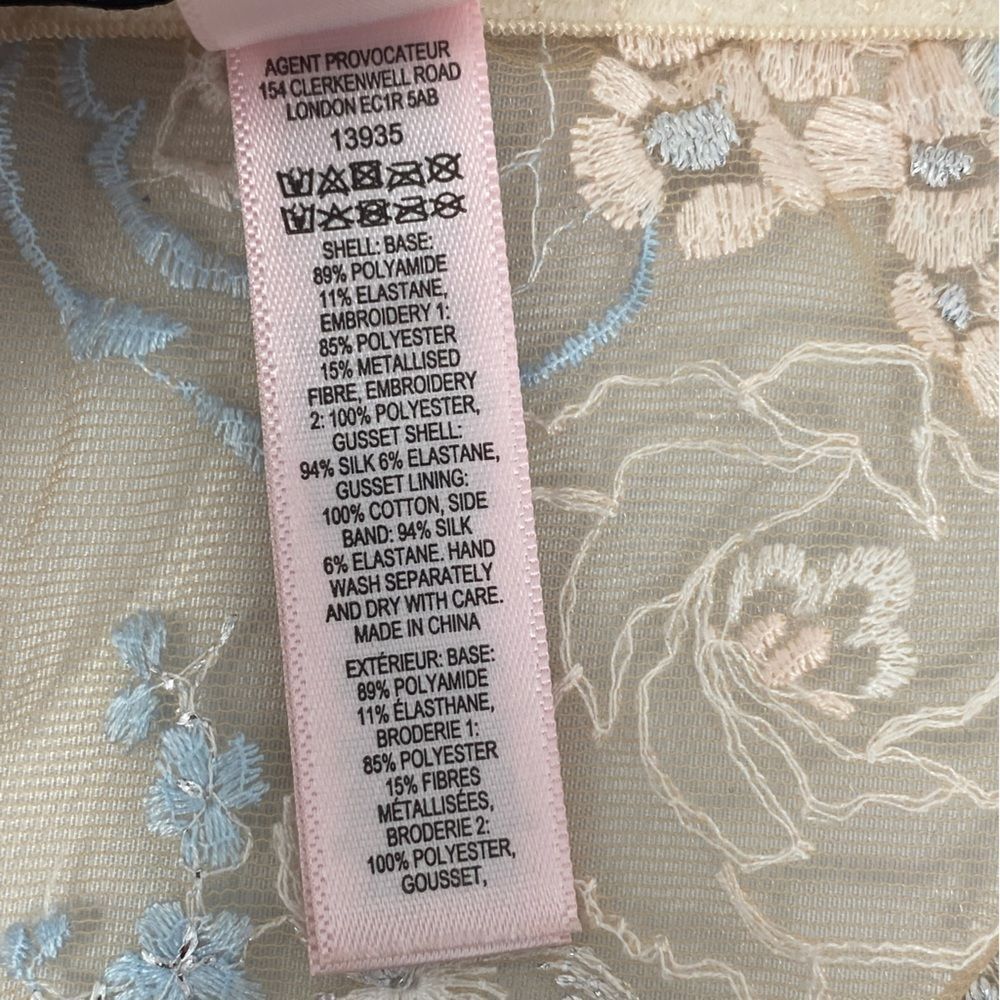 AGENT PROVOCATEUR
154 CLERKENWELL ROAD
LONDON EC1R 5AB
13935
SHELL: BASE:
89% POLYAMIDE
11% ELASTANE,
EMBROIDERY 1:
85% POLYESTER
15% METALLISED
FIBRE, EMBROIDERY
2: 100% POLYESTER,
GUSSET SHELL:
94% SILK 6% ELASTANE,
GUSSET LINING:
100% COTTON, SIDE
BAND: 94% SILK
6% ELASTANE. HAND
WASH SEPARATELY
AND DRY WITH CARE.
MADE IN CHINA
EXTÉRIEUR: BASE:
89% POLYAMIDE
11% ÉLASTHANE,
BRODERIE 1:
85% POLYESTER
15% FIBRES
MÉTALLISÉES,
BRODERIE 2:
100% POLYESTER,
GOUSSET,